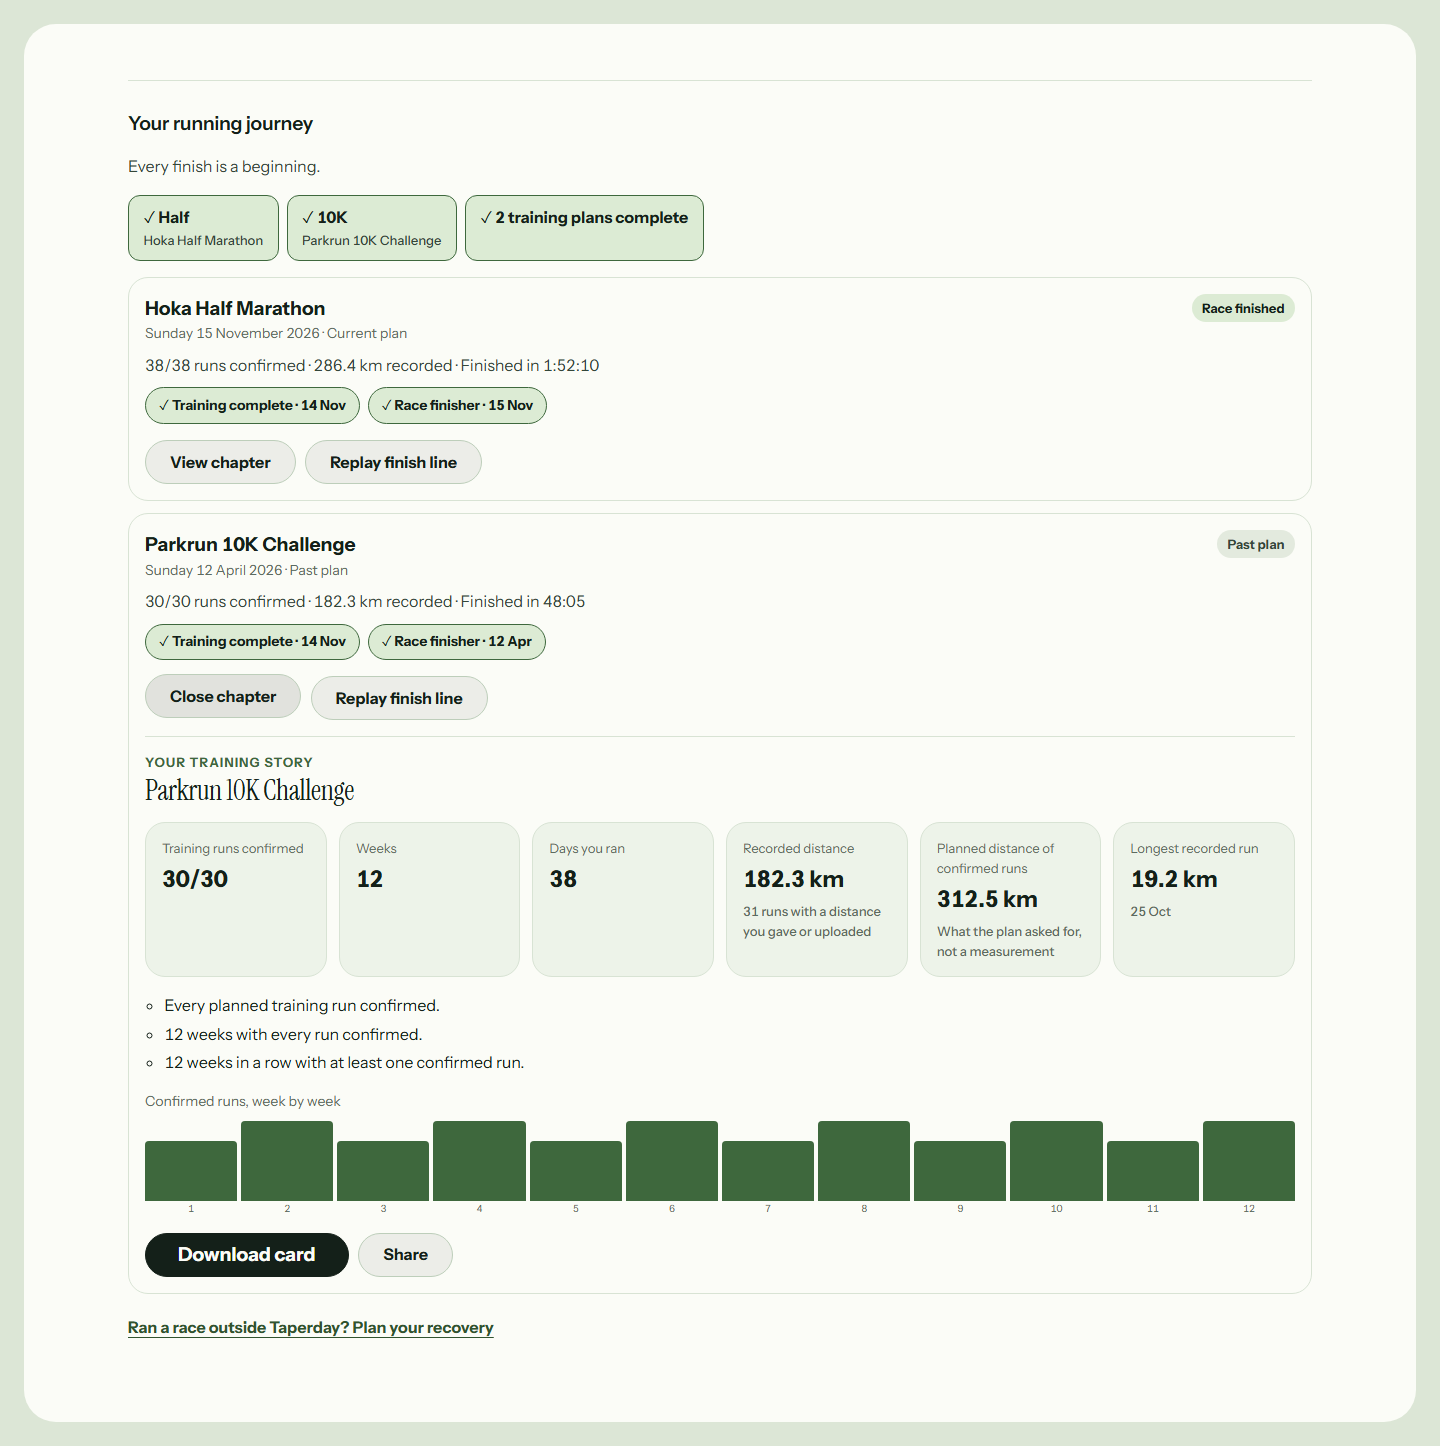 Your running journey
Every finish is a beginning.
✓ Half
Hoka Half Marathon
✓ 10K
Parkrun 10K Challenge
✓ 2 training plans complete
Hoka Half Marathon
Race finished
Sunday 15 November 2026 · Current plan
38/38 runs confirmed · 286.4 km recorded · Finished in 1:52:10
✓ Training complete · 14 Nov
✓ Race finisher · 15 Nov
View chapter
Replay finish line
Parkrun 10K Challenge
Past plan
Sunday 12 April 2026 · Past plan
30/30 runs confirmed · 182.3 km recorded · Finished in 48:05
✓ Training complete · 14 Nov
✓ Race finisher · 12 Apr
Close chapter
Replay finish line
YOUR TRAINING STORY
Parkrun 10K Challenge
Training runs confirmed
30/30
Weeks
12
Days you ran
38
Recorded distance
182.3 km
31 runs with a distance
you gave or uploaded
Planned distance of
confirmed runs
312.5 km
What the plan asked for,
not a measurement
Longest recorded run
19.2 km
25 Oct
Every planned training run confirmed.
12 weeks with every run confirmed.
12 weeks in a row with at least one confirmed run.
Confirmed runs, week by week
1 2 3 4 5 6 7 8 9 10 11 12
Download card
Share
Ran a race outside Taperday? Plan your recovery